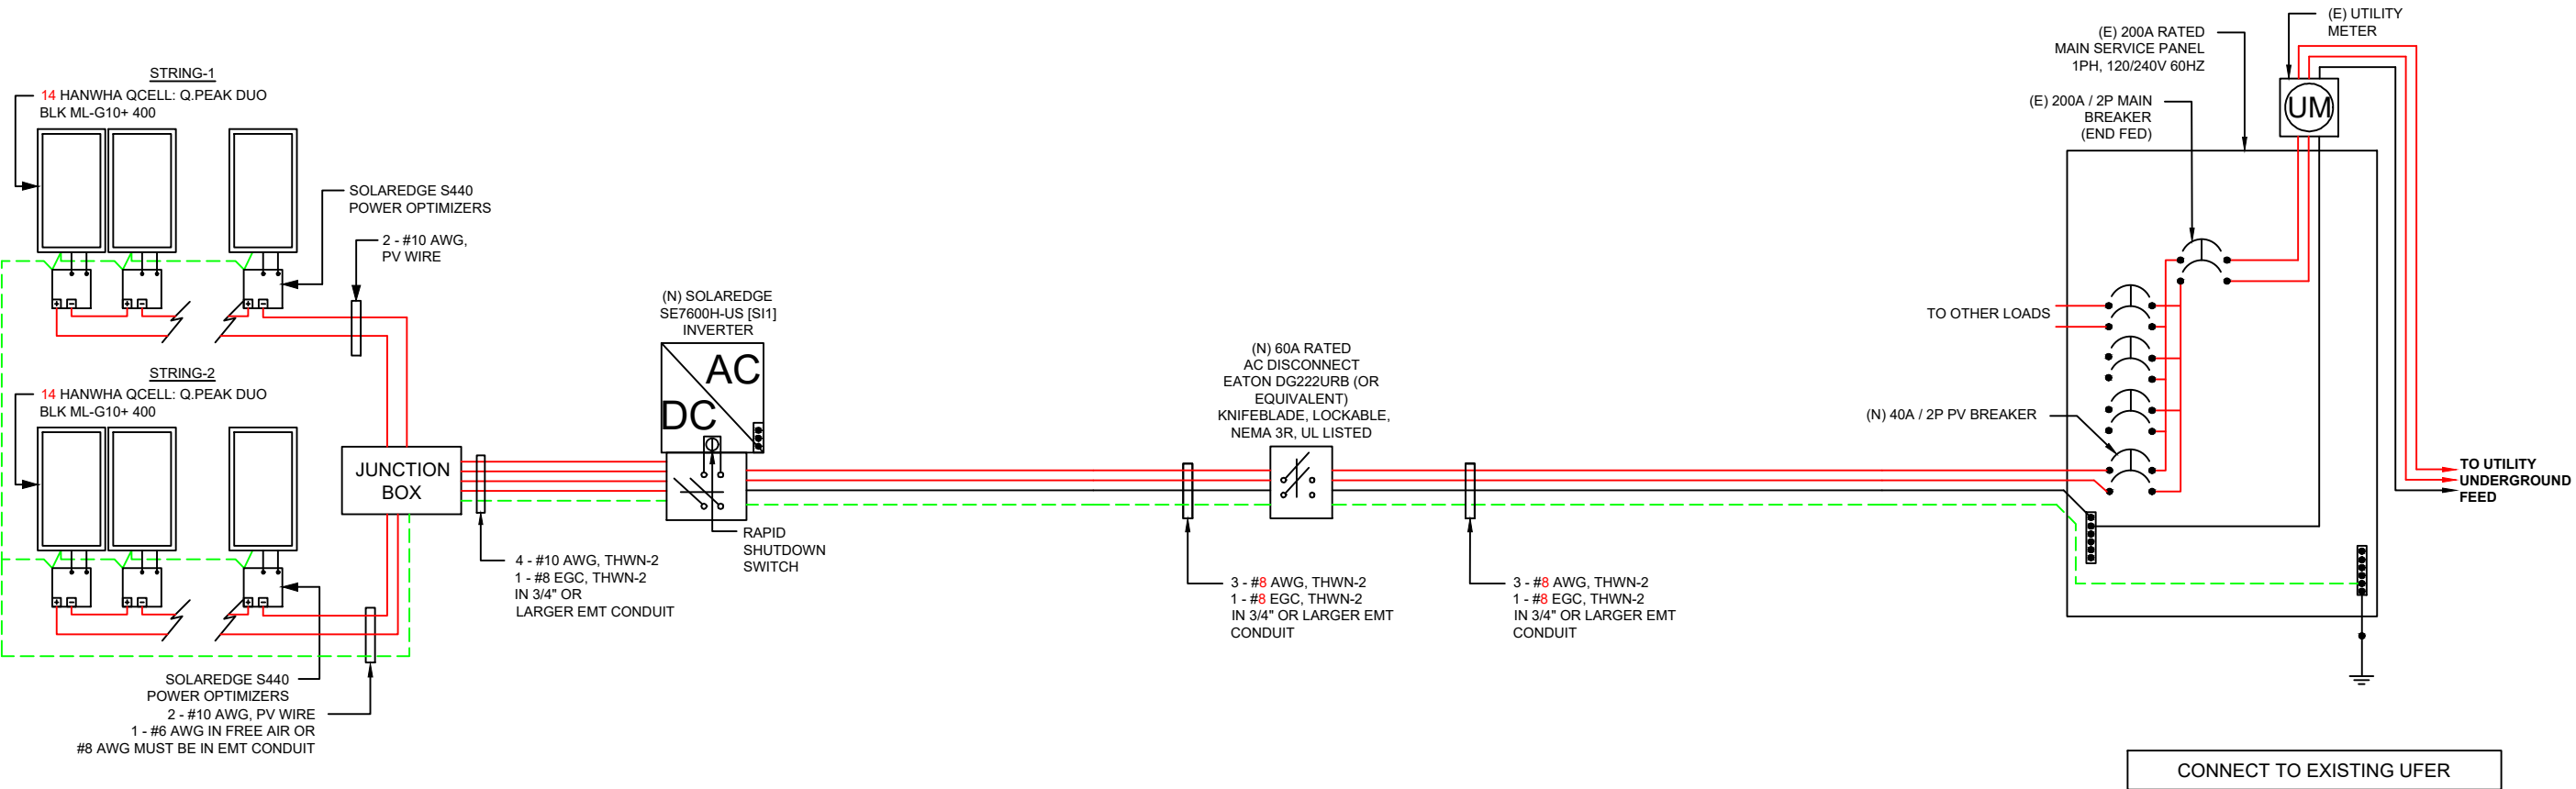 STRING-1
14 HANWHA QCELL: Q.PEAK DUO
BLK ML-G10+ 400
SOLAREDGE S440
POWER OPTIMIZERS
2 - #10 AWG,
PV WIRE
STRING-2
14 HANWHA QCELL: Q.PEAK DUO
BLK ML-G10+ 400
JUNCTION
BOX
SOLAREDGE S440
POWER OPTIMIZERS
2 - #10 AWG, PV WIRE
1 - #6 AWG IN FREE AIR OR
#8 AWG MUST BE IN EMT CONDUIT
4 - #10 AWG, THWN-2
1 - #8 EGC, THWN-2
IN 3/4" OR
LARGER EMT CONDUIT
(N) SOLAREDGE
SE7600H-US [SI1]
INVERTER
AC
DC
RAPID
SHUTDOWN
SWITCH
(N) 60A RATED
AC DISCONNECT
EATON DG222URB (OR
EQUIVALENT)
KNIFEBLADE, LOCKABLE,
NEMA 3R, UL LISTED
3 - #8 AWG, THWN-2
1 - #8 EGC, THWN-2
IN 3/4" OR LARGER EMT
CONDUIT
3 - #8 AWG, THWN-2
1 - #8 EGC, THWN-2
IN 3/4" OR LARGER EMT
CONDUIT
(E) UTILITY
METER
(E) 200A RATED
MAIN SERVICE PANEL
1PH, 120/240V 60HZ
(E) 200A / 2P MAIN
BREAKER
(END FED)
UM
TO OTHER LOADS
(N) 40A / 2P PV BREAKER
TO UTILITY
UNDERGROUND
FEED
CONNECT TO EXISTING UFER